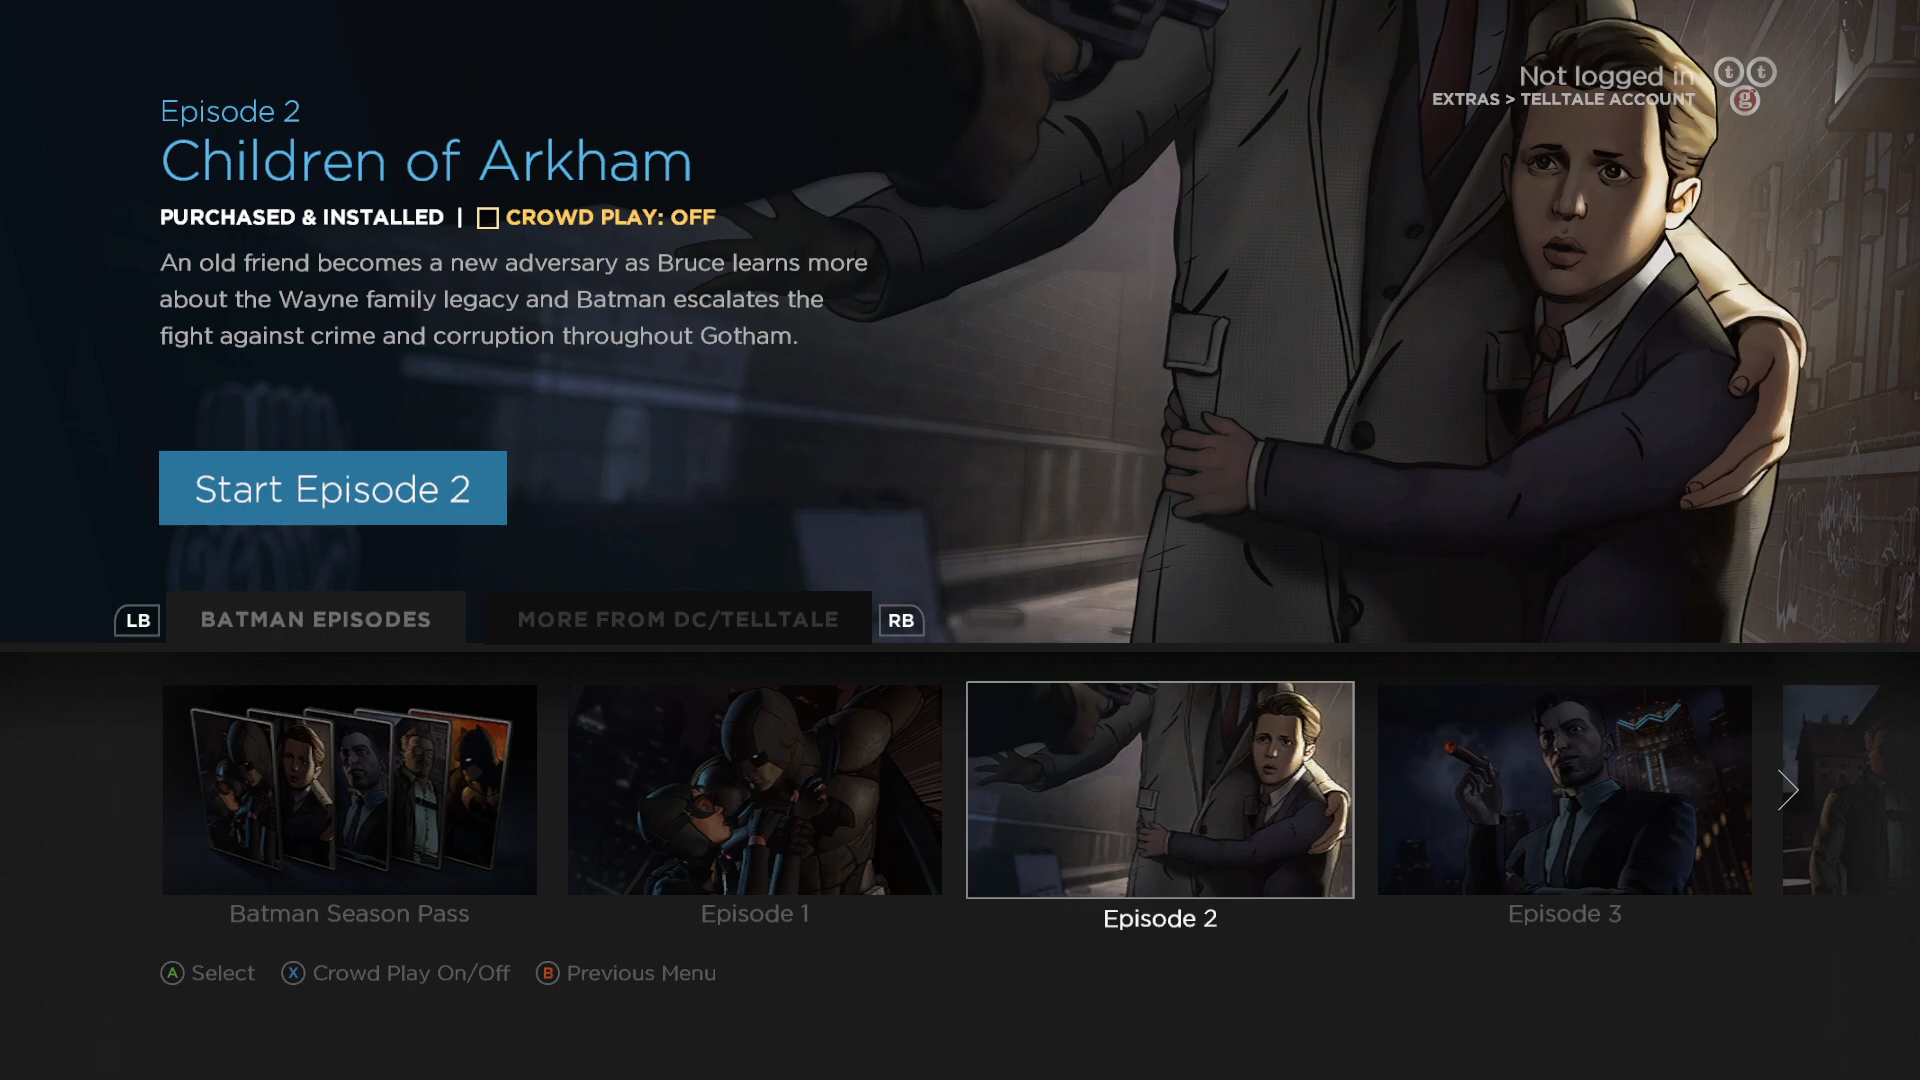 Not logged in
EXTRAS > TELLTALE ACCOUNT
t t
g
Episode 2
Children of Arkham
PURCHASED & INSTALLED | CROWD PLAY: OFF
An old friend becomes a new adversary as Bruce learns more
about the Wayne family legacy and Batman escalates the
fight against crime and corruption throughout Gotham.
Start Episode 2
LB BATMAN EPISODES MORE FROM DC/TELLTALE RB
Batman Season Pass Episode 1 Episode 2 Episode 3
A Select X Crowd Play On/Off B Previous Menu